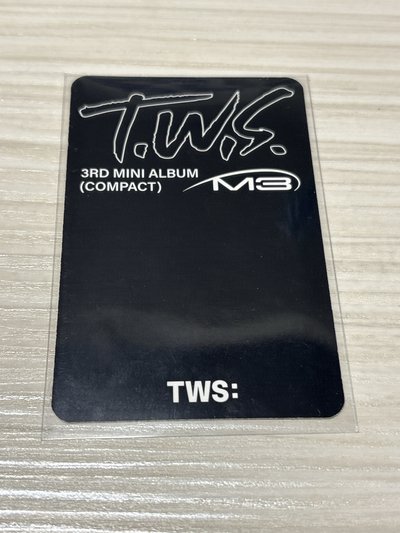 T.W.S.
3RD MINI ALBUM
(COMPACT)
M3
TWS: